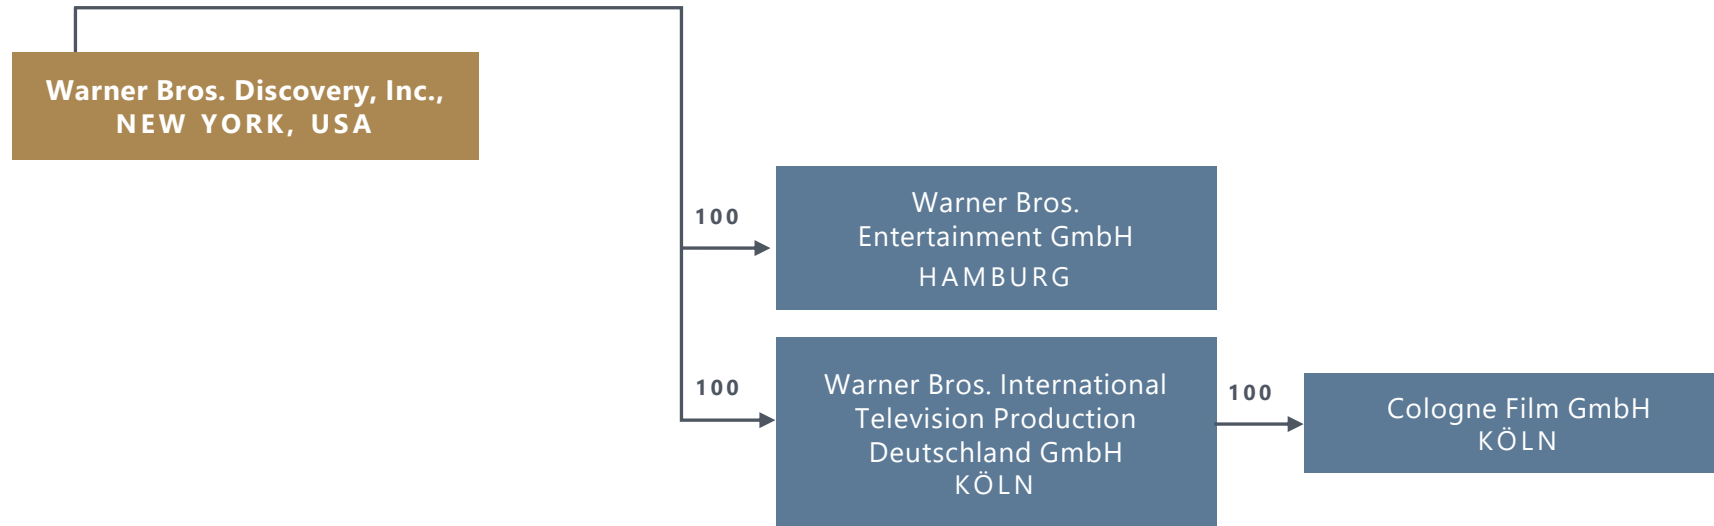 Warner Bros. Discovery, Inc.,
NEW YORK, USA
100
Warner Bros.
Entertainment GmbH
HAMBURG
100
Warner Bros. International
Television Production
Deutschland GmbH
KÖLN
100
Cologne Film GmbH
KÖLN